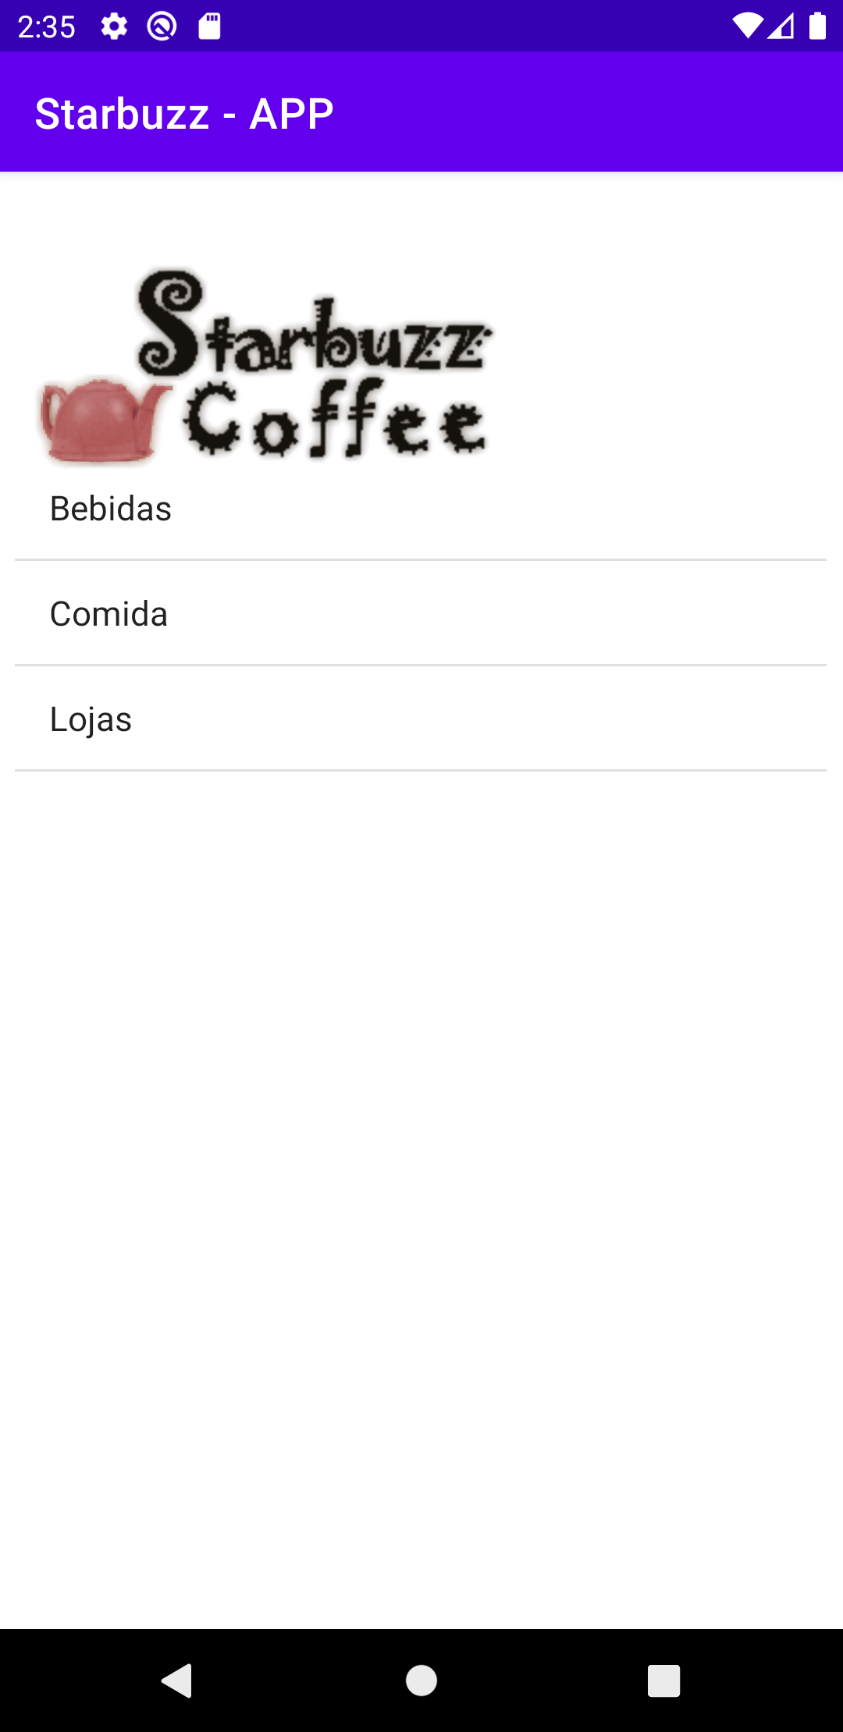 2:35
Starbuzz - APP
Starbuzz
Coffee
Bebidas
Comida
Lojas